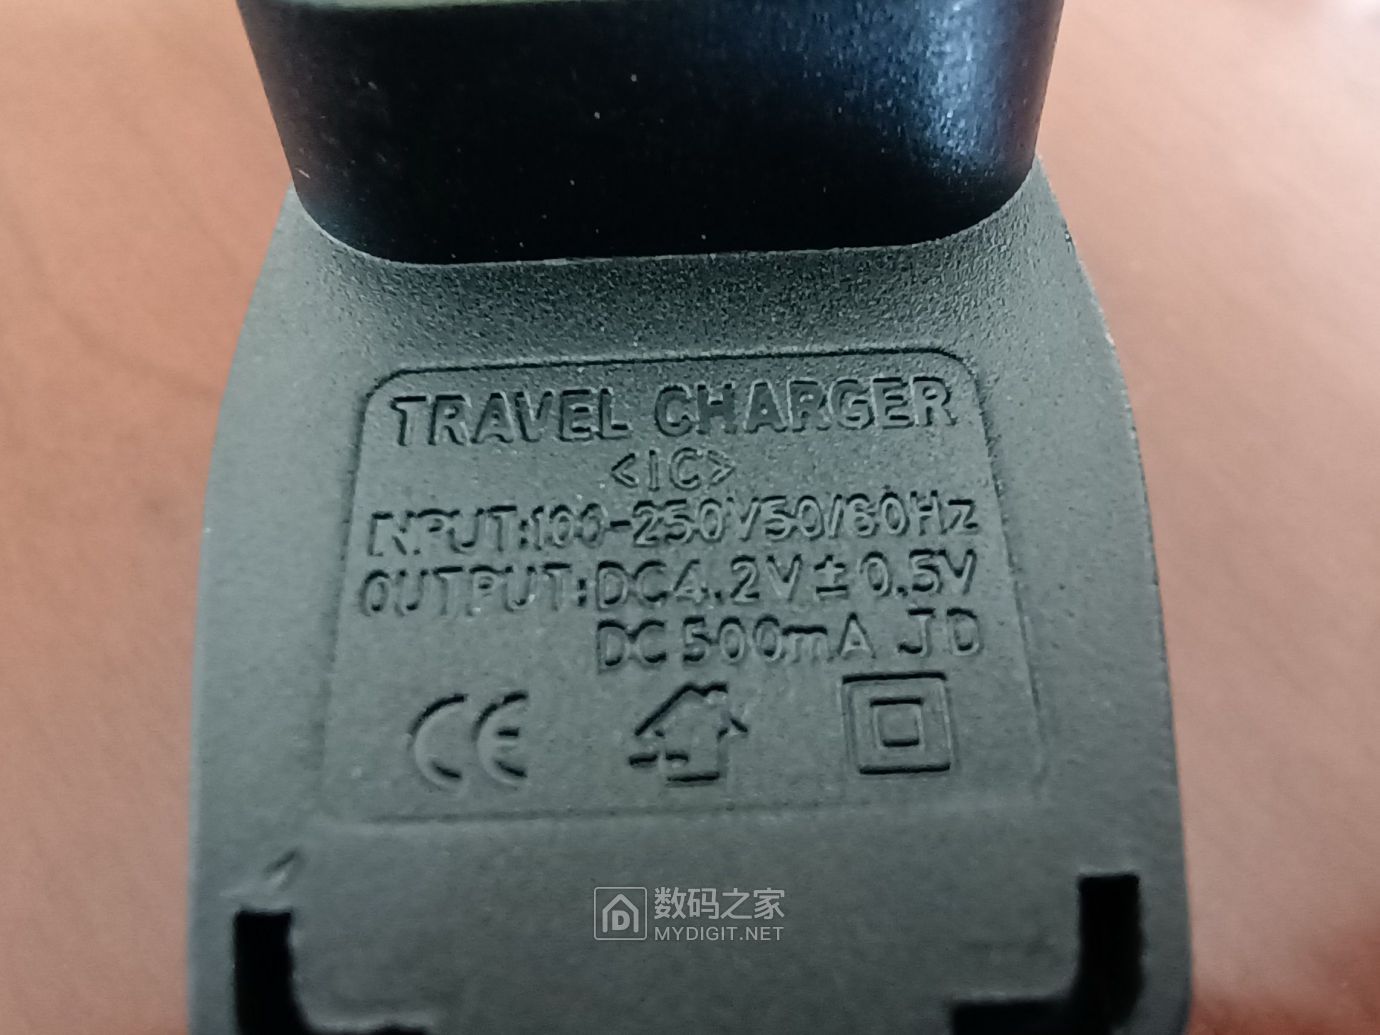 TRAVEL CHARGER
<IC>
INPUT:100-250V50/60Hz
OUTPUT:DC4.2V±0.5V
DC500mA JD
CE
数码之家
MYDIGIT.NET